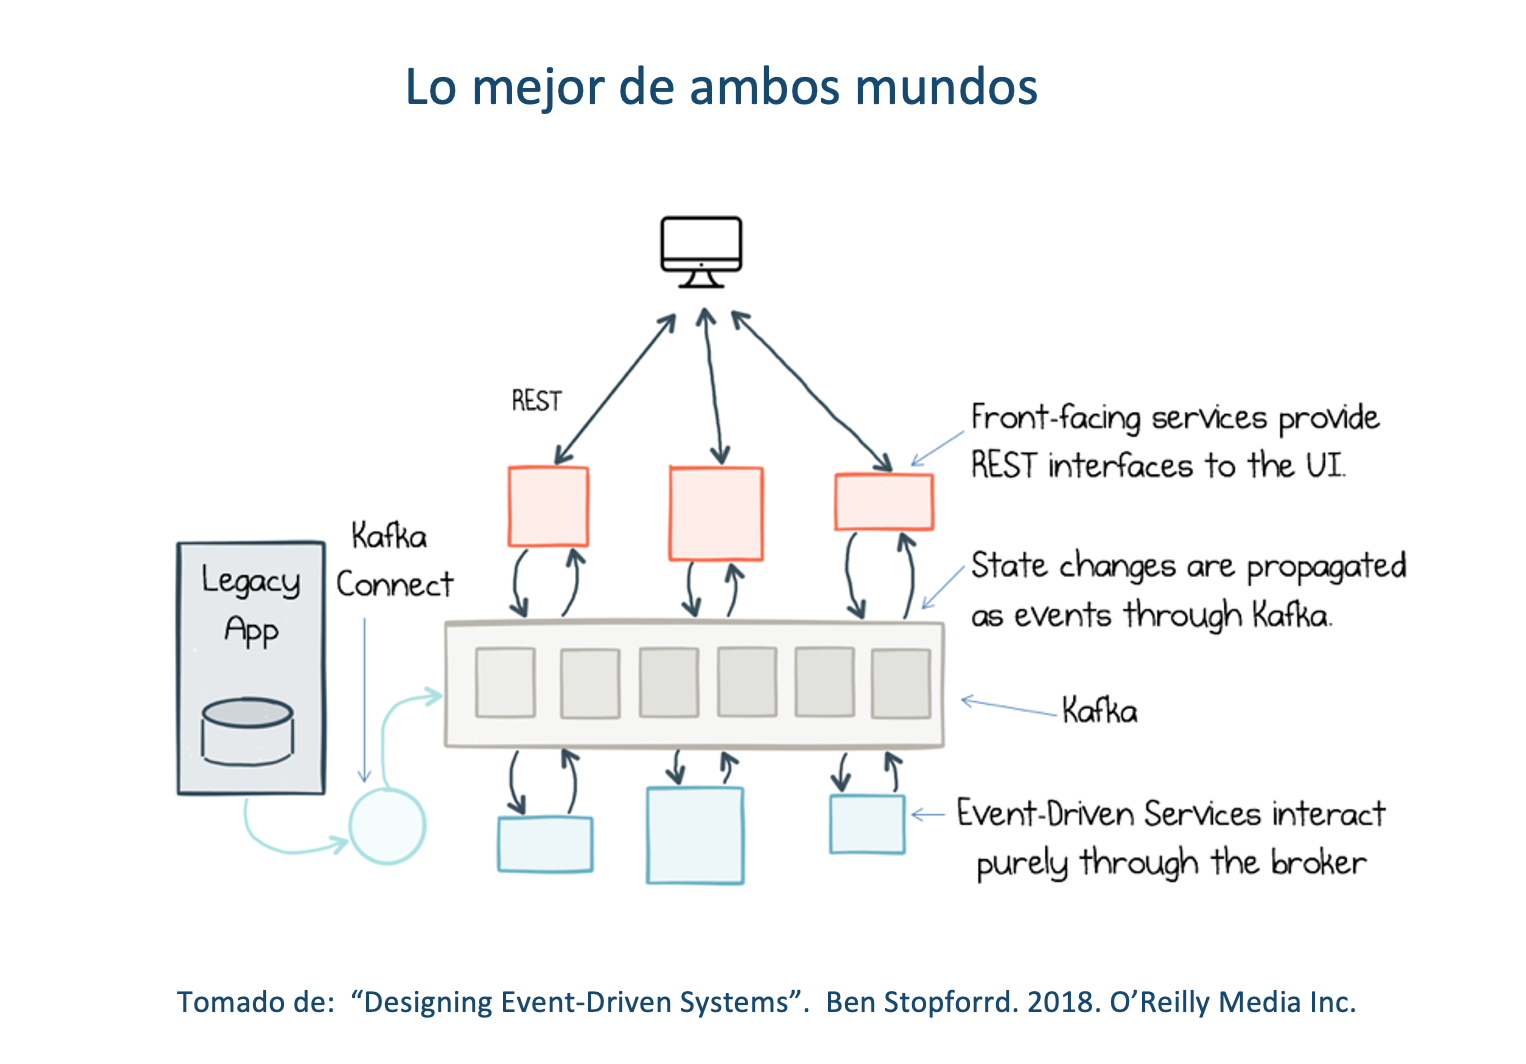 Lo mejor de ambos mundos
REST
Front-facing services provide
REST interfaces to the UI.
Kafka
Connect
Legacy
App
State changes are propagated
as events through Kafka.
Kafka
Event-Driven Services interact
purely through the broker
Tomado de:  “Designing Event-Driven Systems”.  Ben Stopforrd. 2018. O’Reilly Media Inc.